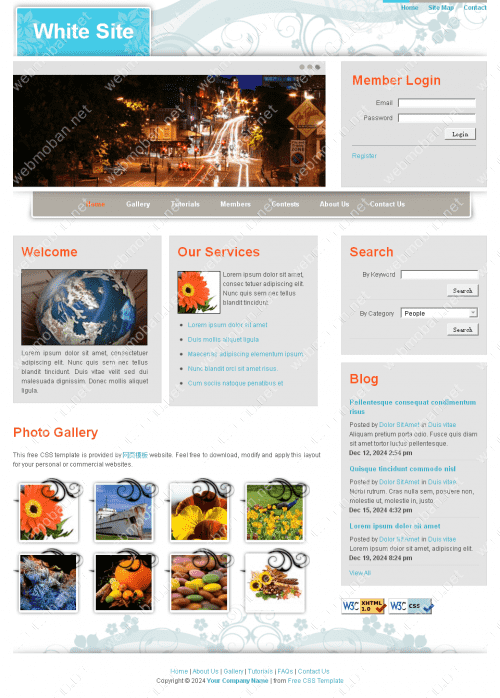 Home Site Map Contact
White Site
Member Login
Email
Password
Login
Register
Home Gallery Tutorials Members Contests About Us Contact Us
Welcome
Lorem ipsum dolor sit amet, consectetuer
adipiscing elit. Nunc quis sem nec tellus
blandit tincidunt. Duis vitae velit sed dui
malesuada dignissim. Donec mollis aliquet
ligula.
Our Services
Lorem ipsum dolor sit amet,
consectetuer adipiscing elit.
Nunc quis sem nec tellus
blandit tincidunt
Lorem ipsum dolor sit amet
Duis mollis aliquet ligula
Maecenas adipiscing elementum ipsum
Nunc blandit orci sit amet risus
Cum sociis natoque penatibus et
Search
By Keyword
Search
By Category People
Search
Blog
Pellentesque consequat condimentum
risus
Posted by Dolor Sit Amet in Duis vitae
Aliquam pretium porta odio. Fusce quis diam
sit amet tortor luctus pellentesque.
Dec 12, 2024 2:54 pm
Quisque tincidunt commodo nisl
Posted by Dolor Sit Amet in Duis vitae
Nonu rutrum. Cras nulla sem, posuere non,
molestie ut, molestie in, justo
Dec 15, 2024 4:32 pm
Lorem ipsum dolor sit amet
Posted by Dolor Sit Amet in Duis vitae
Lorem ipsum dolor sit amet, adipiscing elit.
Dec 19, 2024 8:24 pm
View All
Photo Gallery
This free CSS template is provided by 网页模板 website. Feel free to download, modify and apply this layout
for your personal or commercial websites.
W3C XHTML 1.0
W3C CSS
Home | About Us | Gallery | Tutorials | FAQs | Contact Us
Copyright © 2024 Your Company Name | from Free CSS Template
webmoban.net